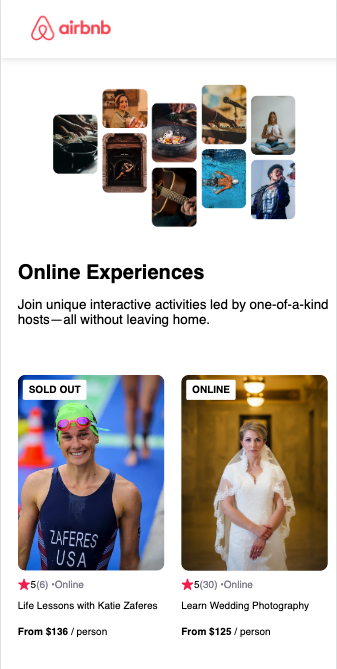 airbnb
Online Experiences
Join unique interactive activities led by one-of-a-kind
hosts—all without leaving home.
SOLD OUT
ZAFERES
USA
5(6) •Online
Life Lessons with Katie Zaferes
From $136 / person
ONLINE
5(30) •Online
Learn Wedding Photography
From $125 / person